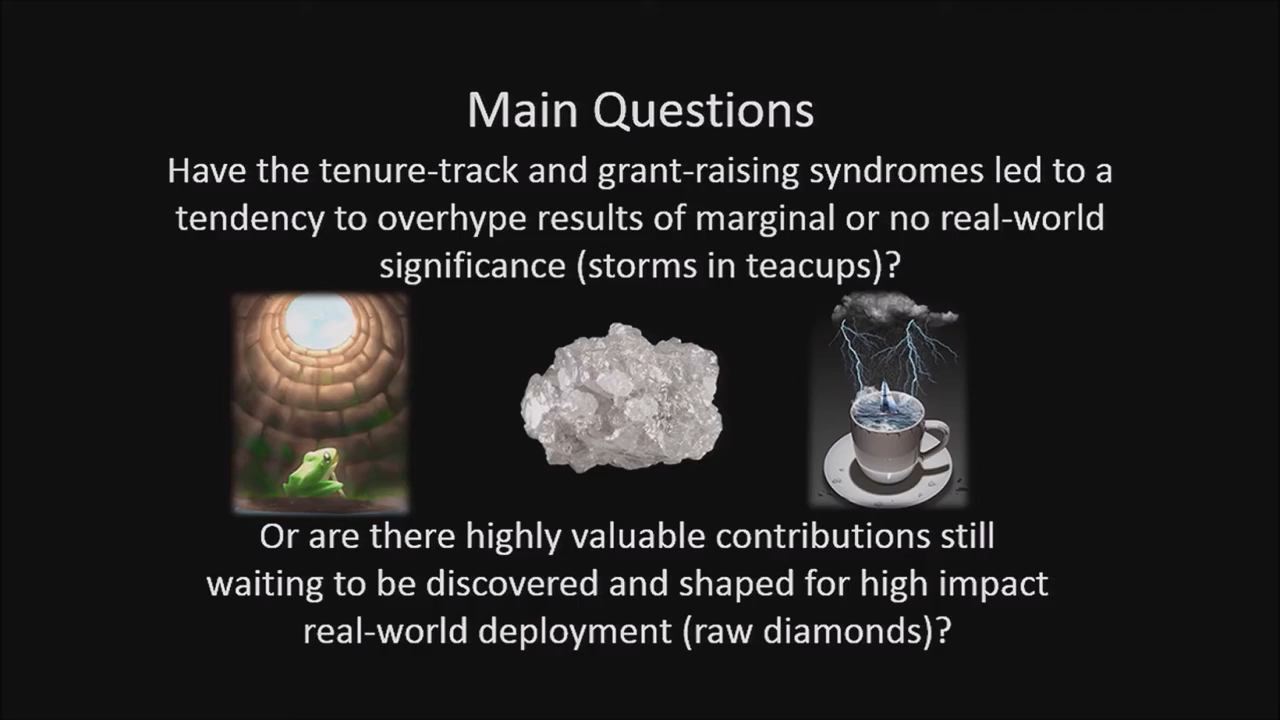 Main Questions
Have the tenure-track and grant-raising syndromes led to a
tendency to overhype results of marginal or no real-world
significance (storms in teacups)?
Or are there highly valuable contributions still
waiting to be discovered and shaped for high impact
real-world deployment (raw diamonds)?